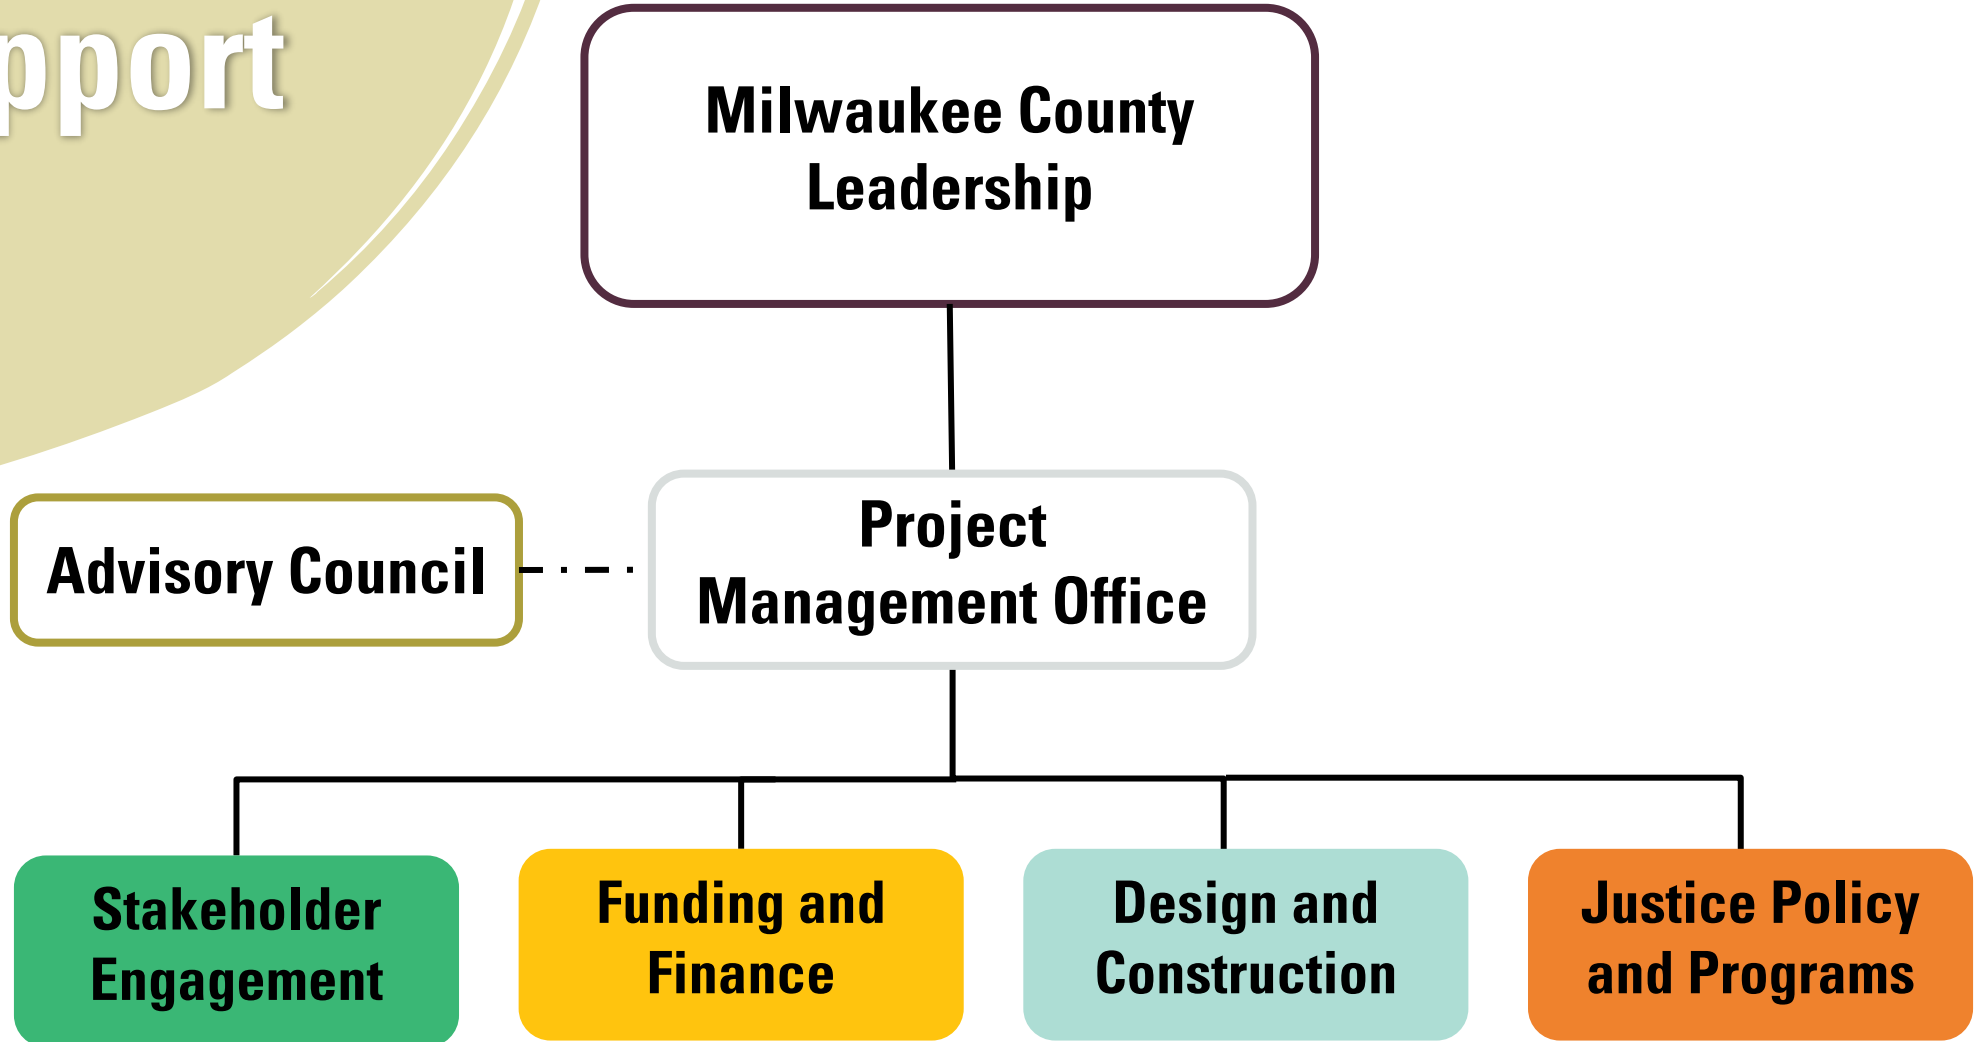 pport
Milwaukee County
Leadership
Advisory Council
Project
Management Office
Stakeholder
Engagement
Funding and
Finance
Design and
Construction
Justice Policy
and Programs